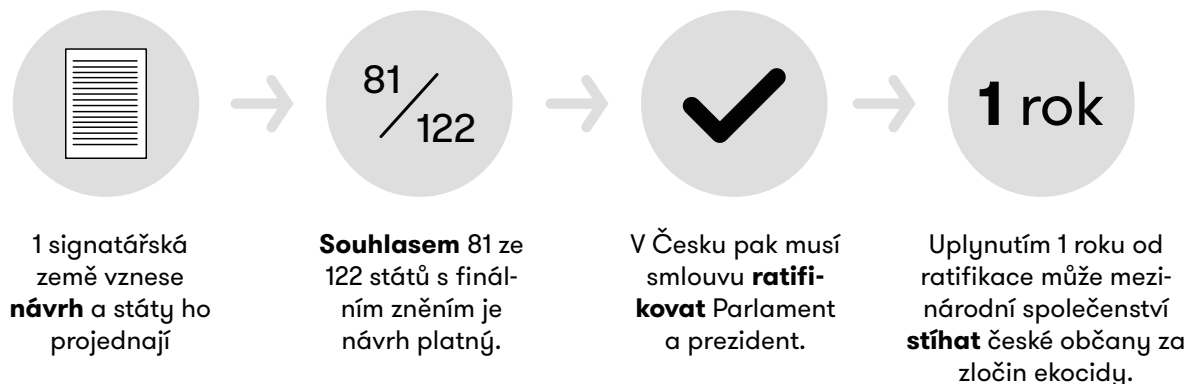 81/122
1 rok
1 signatářská
země vznese
návrh a státy ho
projednají
Souhlasem 81 ze
122 států s finál-
ním zněním je
návrh platný.
V Česku pak musí
smlouvu ratifi-
kovat Parlament
a prezident.
Uplynutím 1 roku od
ratifikace může mezi-
národní společenství
stíhat české občany za
zločin ekocidy.